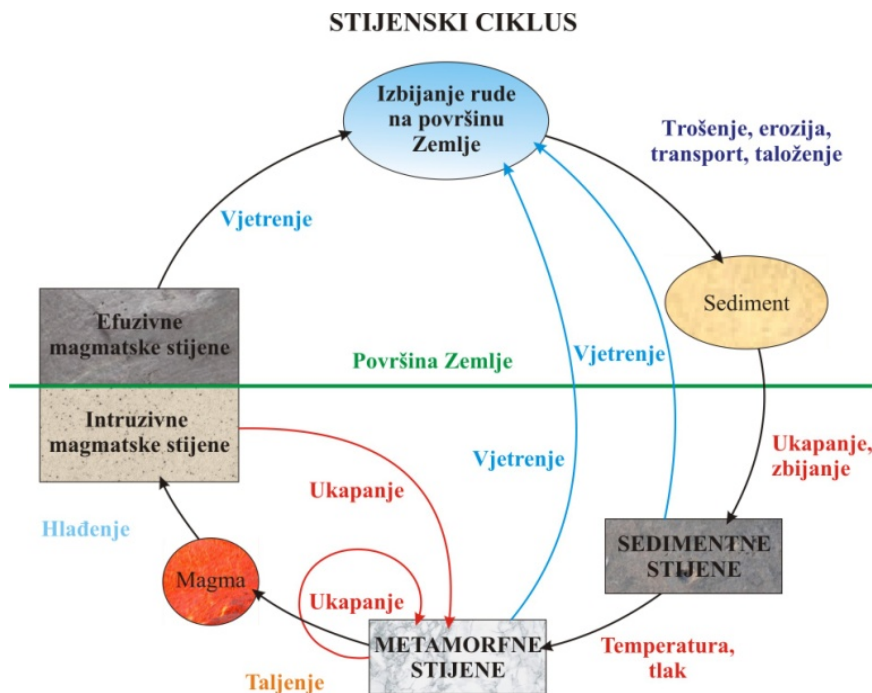 STIJENSKI CIKLUS
Izbijanje rude
na površinu
Zemlje
Trošenje, erozija,
transport, taloženje
Vjetrenje
Sediment
Efuzivne
magmatske stijene
Površina Zemlje
Vjetrenje
Intruzivne
magmatske stijene
Ukapanje,
zbijanje
Vjetrenje
Ukapanje
Hlađenje
SEDIMENTNE
STIJENE
Magma
Ukapanje
METAMORFNE
STIJENE
Temperatura,
tlak
Taljenje